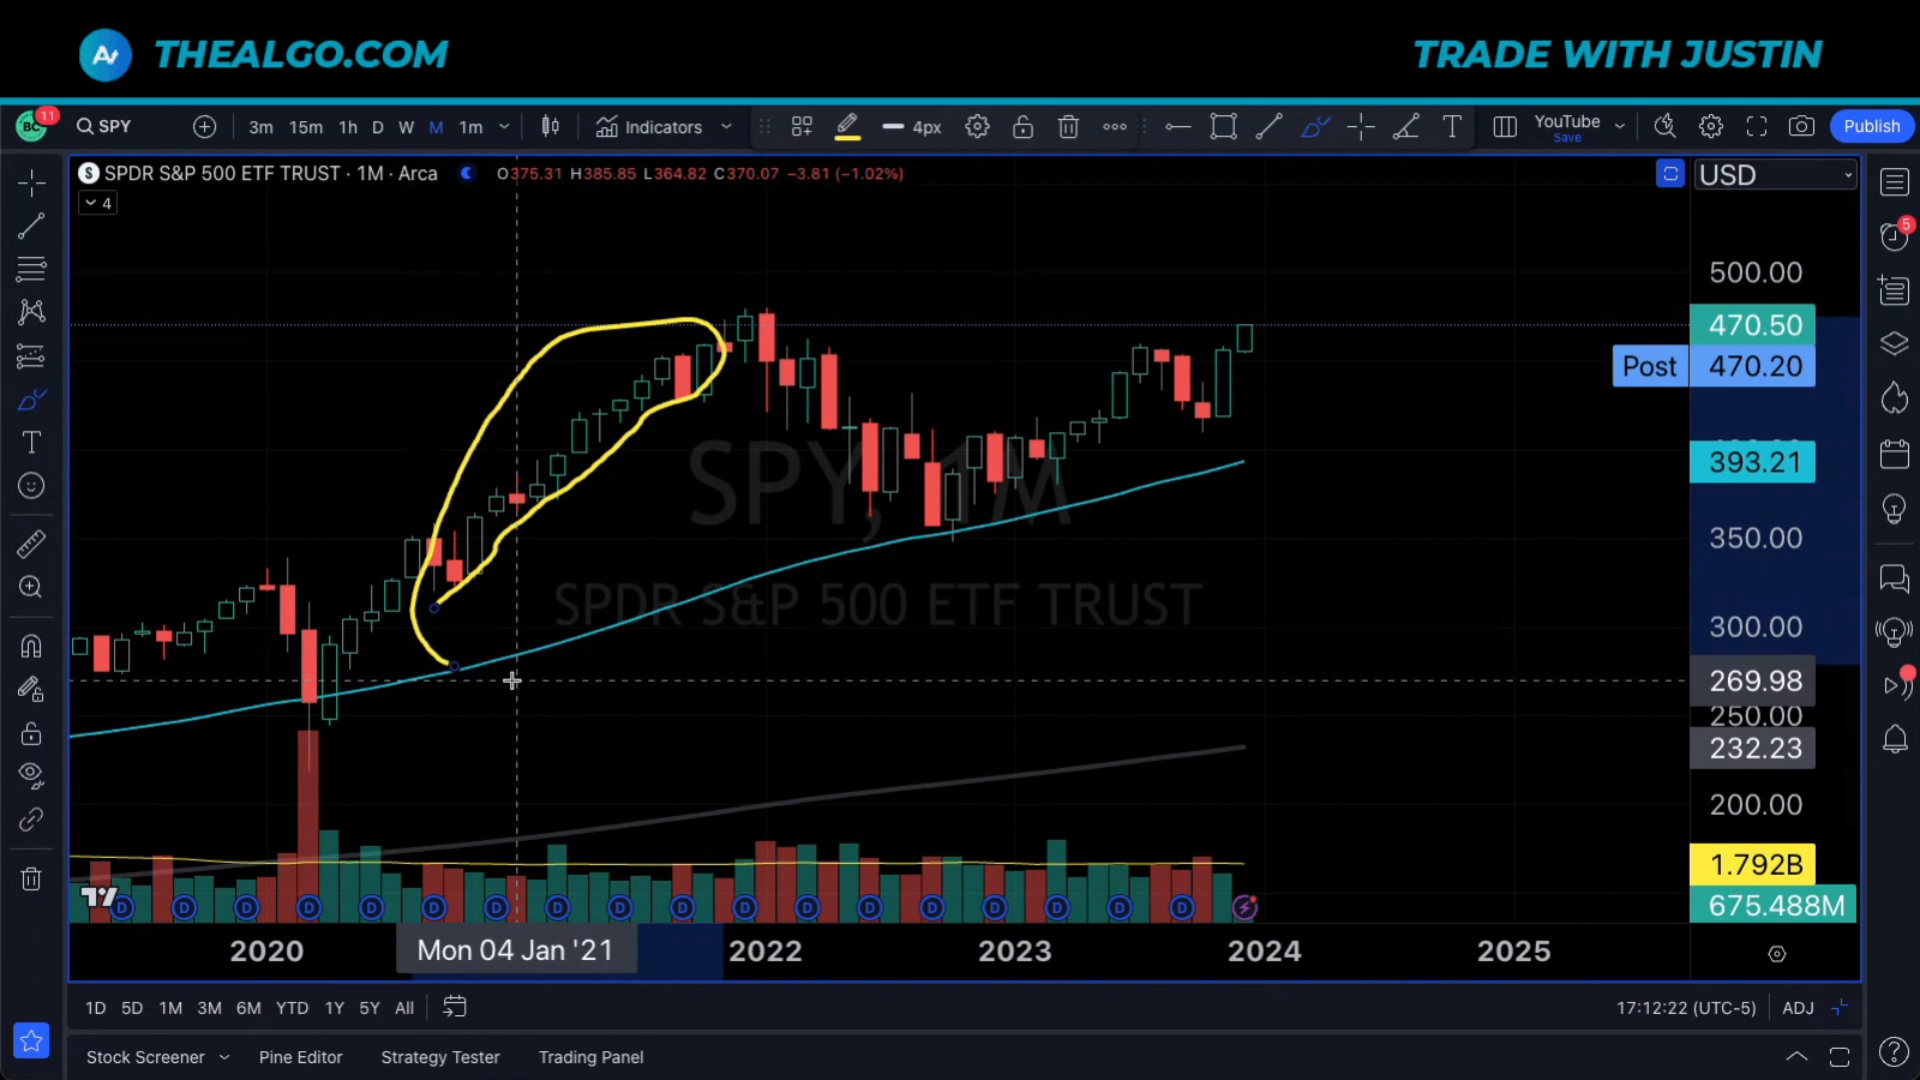 THEALGO.COM
TRADE WITH JUSTIN
BC 11 SPY 3m 15m 1h D W M 1m Indicators 4px YouTube Save Publish
SPDR S&P 500 ETF TRUST · 1M · Arca O375.31 H385.85 L364.82 C370.07 −3.81 (−1.02%) USD
4
5
500.00
470.50
Post 470.20
393.21
SPY, 1M
350.00
SPDR S&P 500 ETF TRUST
300.00
269.98
250.00
232.23
200.00
1.792B
675.488M
D D D D D D D D D D D D D D D D D D
2020 Mon 04 Jan '21 2022 2023 2024 2025
1D 5D 1M 3M 6M YTD 1Y 5Y All 17:12:22 (UTC-5) ADJ
Stock Screener Pine Editor Strategy Tester Trading Panel